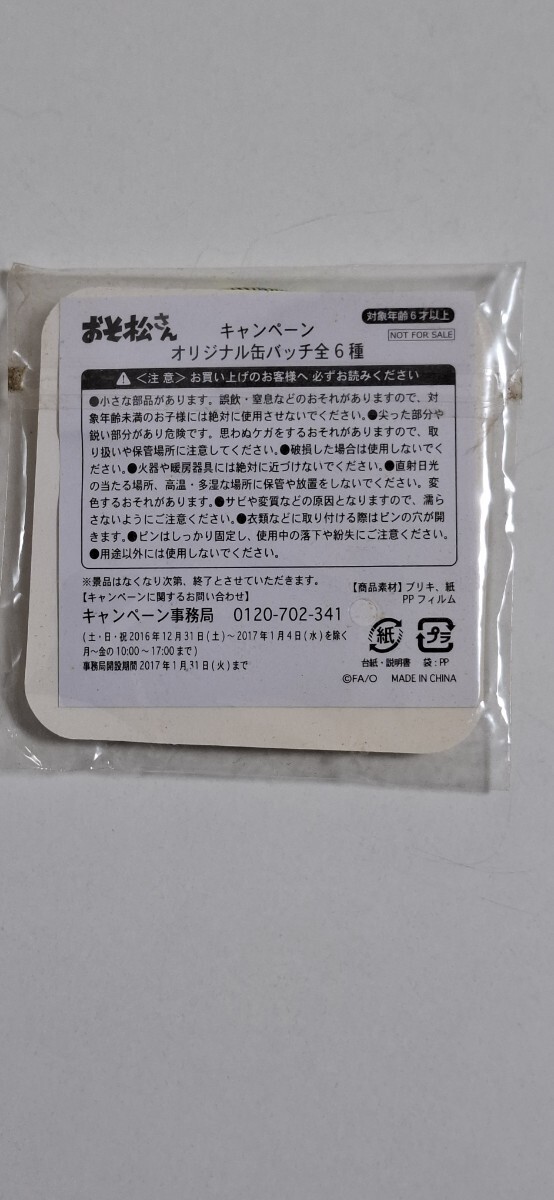 おそ松さん
キャンペーン
オリジナル缶バッチ全6種
対象年齢6才以上
NOT FOR SALE
＜注意＞お買い上げのお客様へ 必ずお読みください
●小さな部品があります。誤飲・窒息などのおそれがありますので、対
象年齢未満のお子様には絶対に使用させないでください。●尖った部分や
鋭い部分があり危険です。思わぬケガをするおそれがありますので、取
り扱いや保管場所に注意してください。●破損した場合は使用しないでく
ださい。●火器や暖房器具には絶対に近づけないでください。●直射日光
の当たる場所、高温・多湿な場所に保管や放置をしないでください。変
色するおそれがあります。●サビや変質などの原因となりますので、濡ら
さないようにご注意ください。●衣類などに取り付ける際はピンの穴が開
きます。●ピンはしっかり固定し、使用中の落下や紛失にご注意ください。
●用途以外には使用しないでください。
※景品はなくなり次第、終了とさせていただきます。
【キャンペーンに関するお問い合わせ】
キャンペーン事務局 0120-702-341
(土・日・祝2016年12月31日(土)～2017年1月4日(水)を除く
月～金の10:00～17:00まで)
事務局開設期間2017年1月31日(火)まで
【商品素材】ブリキ、紙
PPフィルム
紙
プラ
台紙・説明書 袋:PP
©FA/O MADE IN CHINA